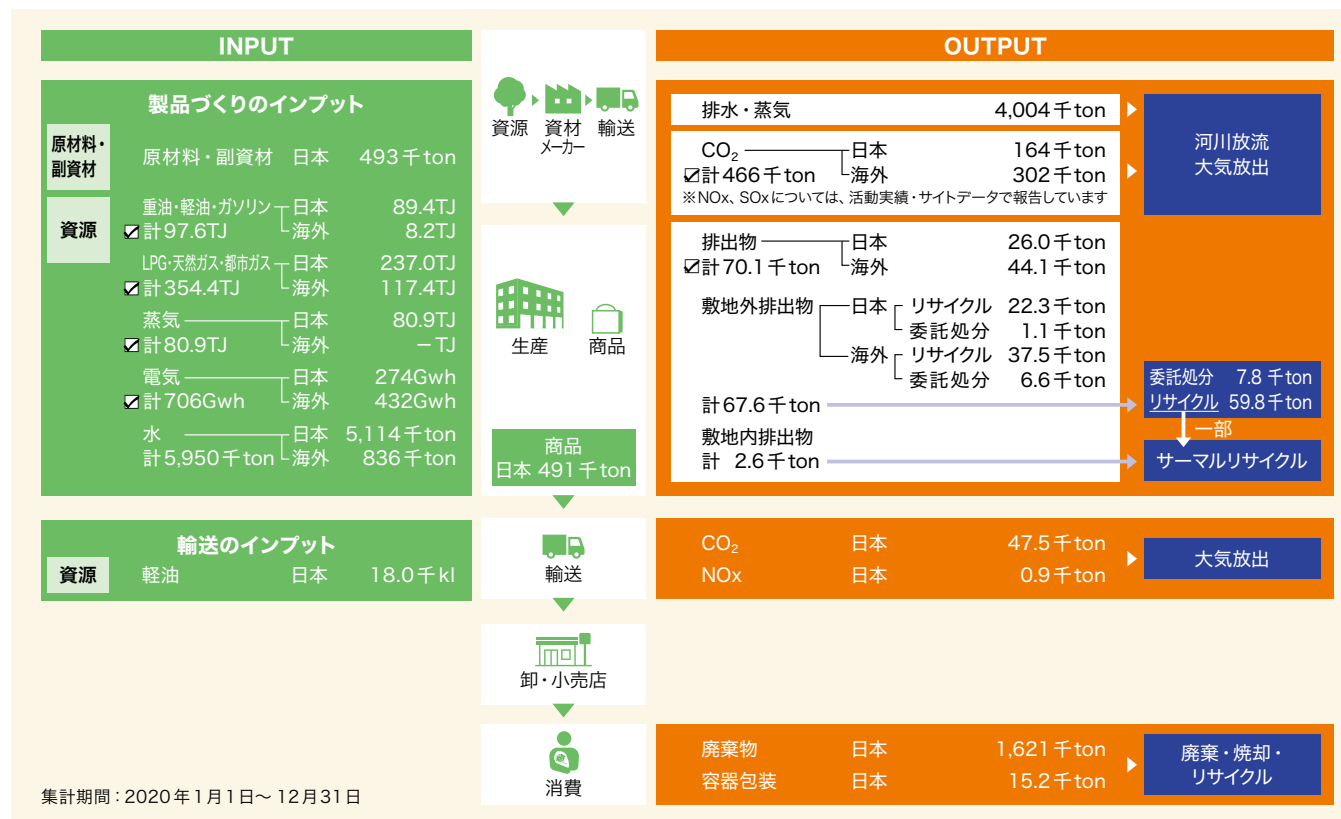 INPUT
製品づくりのインプット
原材料・
副資材
原材料・副資材 日本 493千ton
資源
重油・軽油・ガソリン 日本 89.4TJ
計97.6TJ 海外 8.2TJ
LPG・天然ガス・都市ガス 日本 237.0TJ
計354.4TJ 海外 117.4TJ
蒸気 日本 80.9TJ
計80.9TJ 海外 －TJ
電気 日本 274Gwh
計706Gwh 海外 432Gwh
水 日本 5,114千ton
計5,950千ton 海外 836千ton
輸送のインプット
資源 軽油 日本 18.0千kl
集計期間：2020年1月1日～12月31日
資源 資材 輸送
メーカー
生産 商品
商品
日本 491千ton
輸送
卸・小売店
消費
OUTPUT
排水・蒸気 4,004千ton
CO₂ 日本 164千ton
計466千ton 海外 302千ton
※NOx、SOxについては、活動実績・サイトデータで報告しています
河川放流
大気放出
排出物 日本 26.0千ton
計70.1千ton 海外 44.1千ton
敷地外排出物 日本 リサイクル 22.3千ton
委託処分 1.1千ton
海外 リサイクル 37.5千ton
委託処分 6.6千ton
計67.6千ton
敷地内排出物
計 2.6千ton
委託処分 7.8千ton
リサイクル 59.8千ton
一部
サーマルリサイクル
CO₂ 日本 47.5千ton
NOx 日本 0.9千ton
大気放出
廃棄物 日本 1,621千ton
容器包装 日本 15.2千ton
廃棄・焼却・
リサイクル